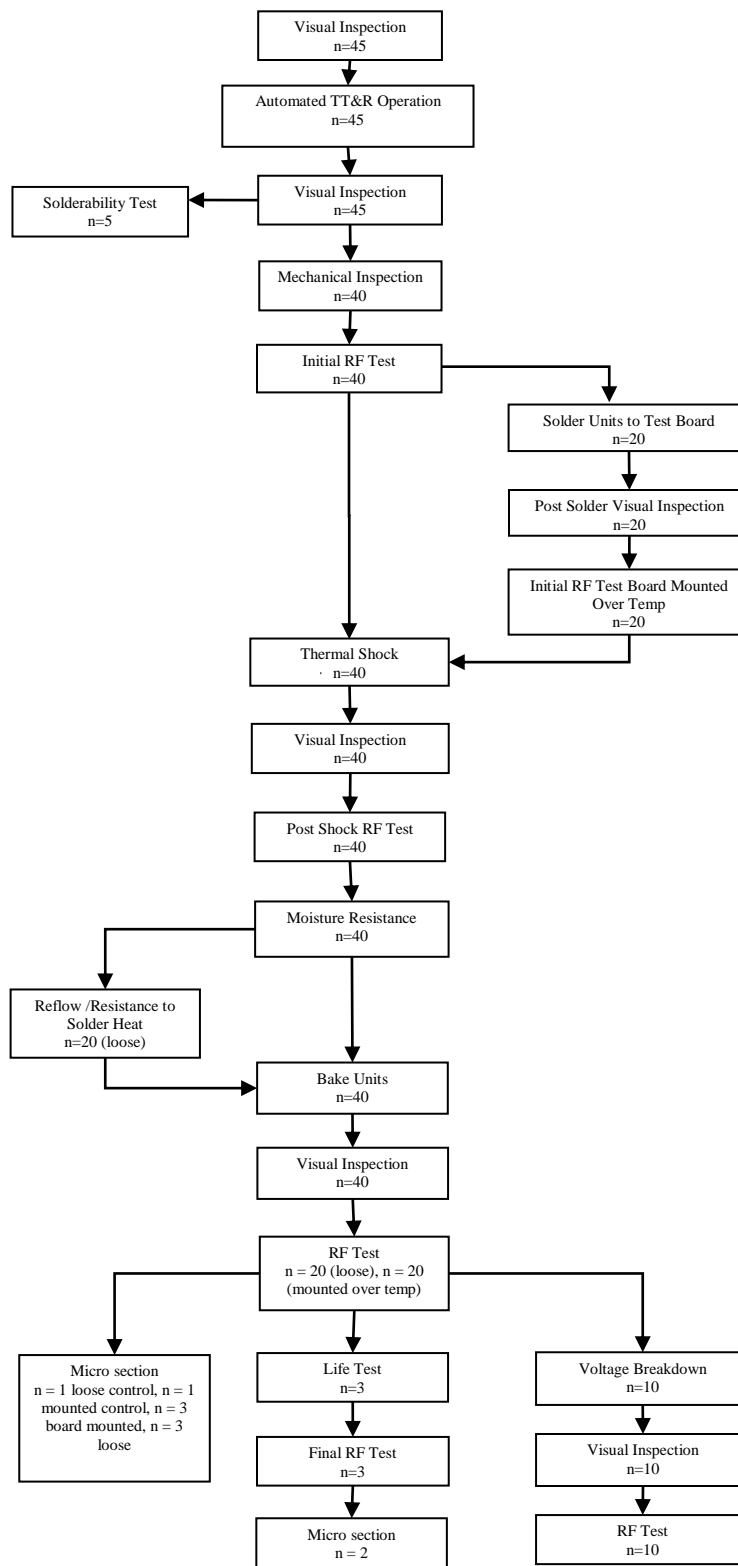 Visual Inspection
n=45
Automated TT&R Operation
n=45
Solderability Test
n=5
Visual Inspection
n=45
Mechanical Inspection
n=40
Initial RF Test
n=40
Solder Units to Test Board
n=20
Post Solder Visual Inspection
n=20
Initial RF Test Board Mounted
Over Temp
n=20
Thermal Shock
n=40
Visual Inspection
n=40
Post Shock RF Test
n=40
Moisture Resistance
n=40
Reflow /Resistance to
Solder Heat
n=20 (loose)
Bake Units
n=40
Visual Inspection
n=40
RF Test
n = 20 (loose), n = 20
(mounted over temp)
Micro section
n = 1 loose control, n = 1
mounted control, n = 3
board mounted, n = 3
loose
Life Test
n=3
Final RF Test
n=3
Micro section
n = 2
Voltage Breakdown
n=10
Visual Inspection
n=10
RF Test
n=10